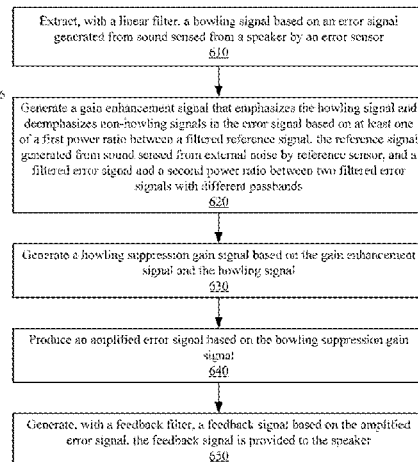 Extract, with a linear filter, a howling signal based on an error signal
generated from sound sensed from a speaker by an error sensor
610
6
Generate a gain enhancement signal that emphasizes the howling signal and
deemphasizes non-howling signals in the error signal based on at least one
of a first power ratio between a filtered reference signal, the reference signal
generated from sound sensed from external noise by reference sensor, and a
filtered error signal and a second power ratio between two filtered error
signals with different passbands
620
Generate a howling suppression gain signal based on the gain enhancement
signal and the howling signal
630
Produce an amplified error signal based on the howling suppression gain
signal
640
Generate, with a feedback filter, a feedback signal based on the amplified
error signal, the feedback signal is provided to the speaker
650